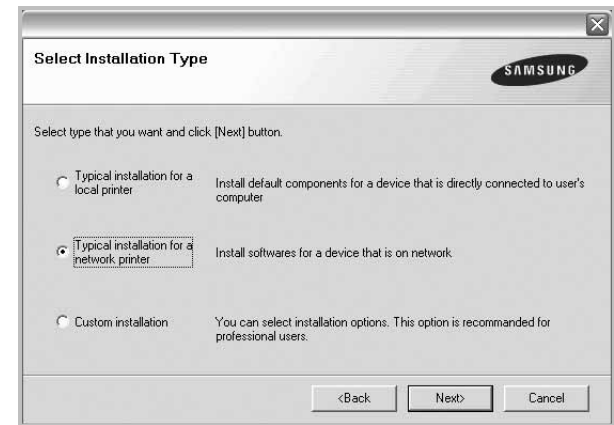 Select Installation Type
SAMSUNG
Select type that you want and click [Next] button.
Typical installation for a
local printer
Install default components for a device that is directly connected to user's
computer
Typical installation for a
network printer
Install softwares for a device that is on network
Custom installation
You can select installation options. This option is recommanded for
professional users.
<Back
Next>
Cancel